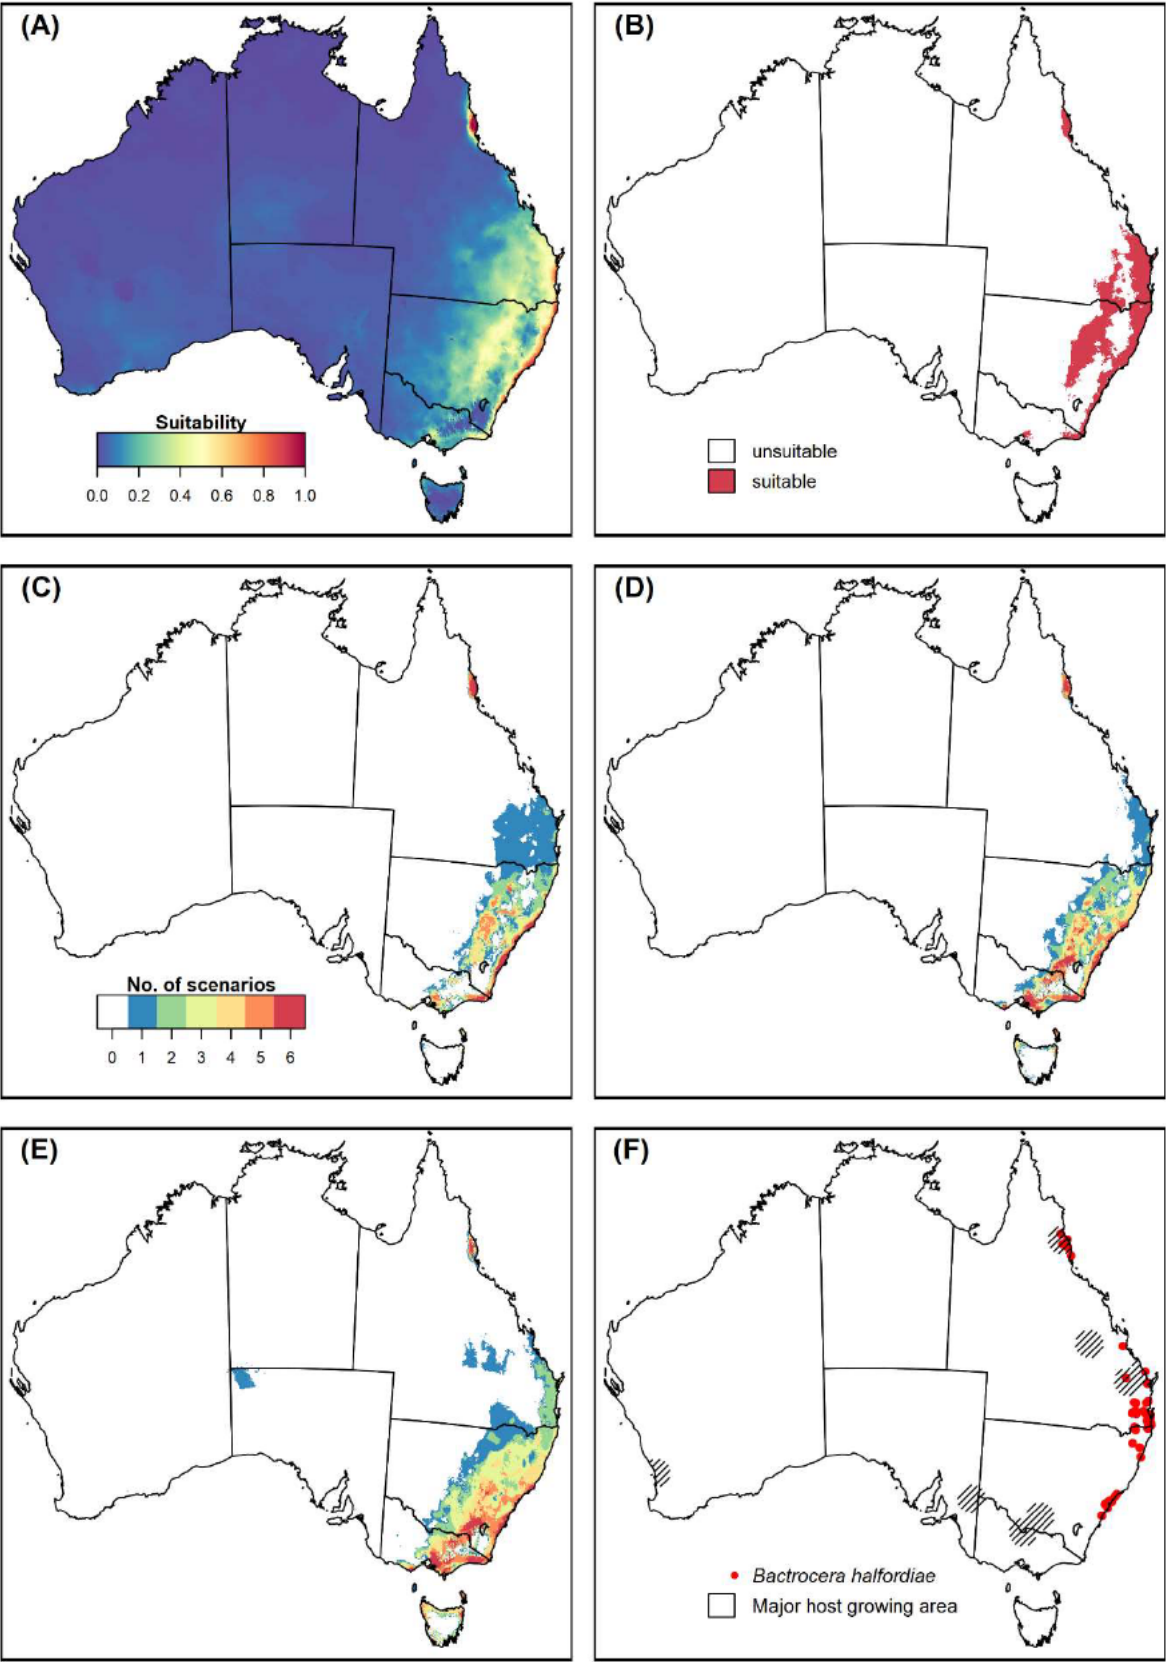 (A)
Suitability
0.0 0.2 0.4 0.6 0.8 1.0
(B)
unsuitable
suitable
(C)
No. of scenarios
0 1 2 3 4 5 6
(D)
(E)
(F)
Bactrocera halfordiae
Major host growing area